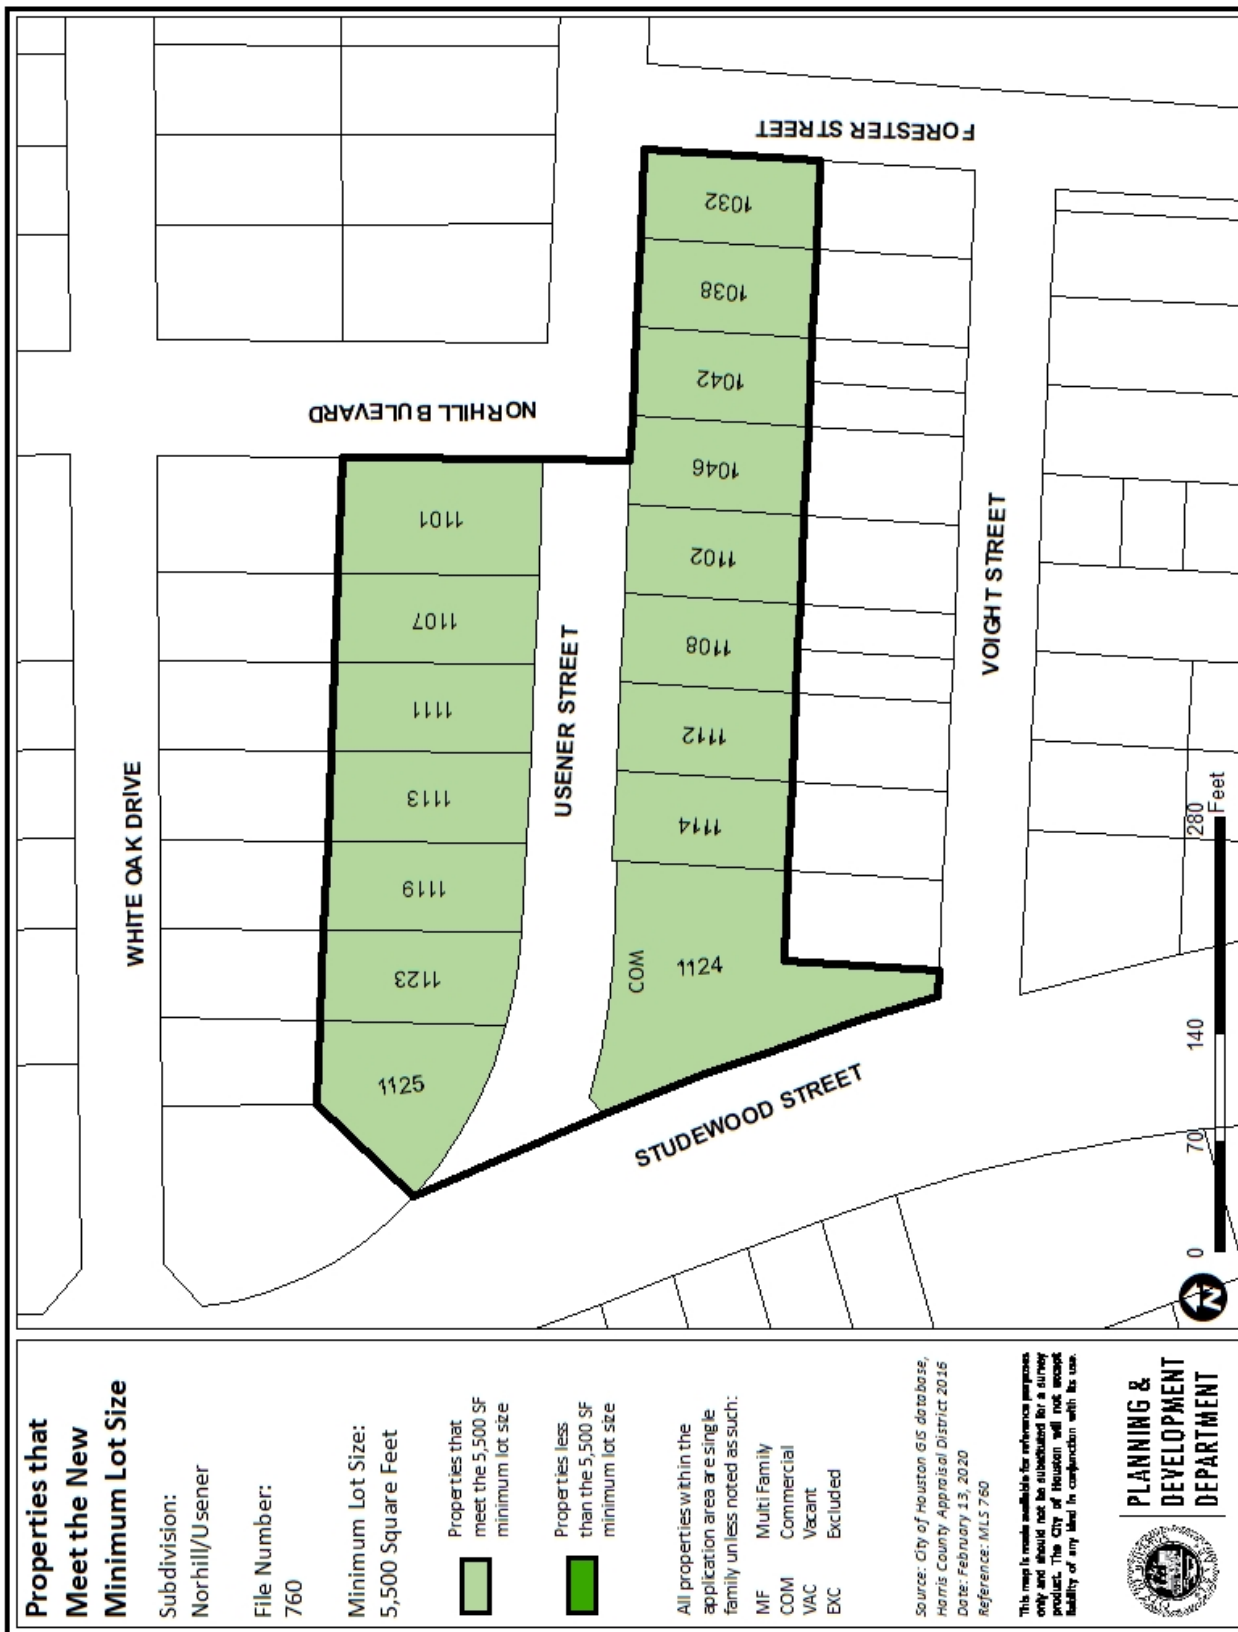 Properties that
Meet the New
Minimum Lot Size
Subdivision:
Norhill/Usener
File Number:
760
Minimum Lot Size:
5,500 Square Feet
Properties that
meet the 5,500 SF
minimum lot size
Properties less
than the 5,500 SF
minimum lot size
All properties within the
application area are single
family unless noted as such:
MF Multi Family
COM Commercial
VAC Vacant
EXC Excluded
Source: City of Houston GIS database,
Harris County Appraisal District 2016
Date: February 13, 2020
Reference: MLS 760
This map is made available for reference purposes
only and should not be substituted for a survey
product. The City of Houston will not accept
liability of any kind in conjunction with its use.
PLANNING &
DEVELOPMENT
DEPARTMENT
WHITE OAK DRIVE
NORHILL BULEVARD
FORESTER STREET
USENER STREET
VOIGHT STREET
STUDEWOOD STREET
1125
1123
1119
1113
1111
1107
1101
COM
1124
1114
1112
1108
1102
1046
1042
1038
1032
N
0 70 140 280
Feet